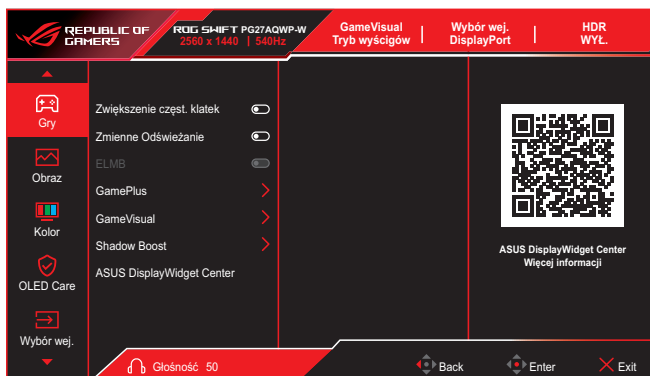 REPUBLIC OF
GAMERS
ROG SWIFT PG27AQWP-W
2560 x 1440 | 540Hz
GameVisual
Tryb wyścigów
Wybór wej.
DisplayPort
HDR
WYŁ.
Gry
Obraz
Kolor
OLED Care
Wybór wej.
Zwiększenie częst. klatek
Zmienne Odświeżanie
ELMB
GamePlus
GameVisual
Shadow Boost
ASUS DisplayWidget Center
ASUS DisplayWidget Center
Więcej informacji
Głośność 50
Back
Enter
Exit